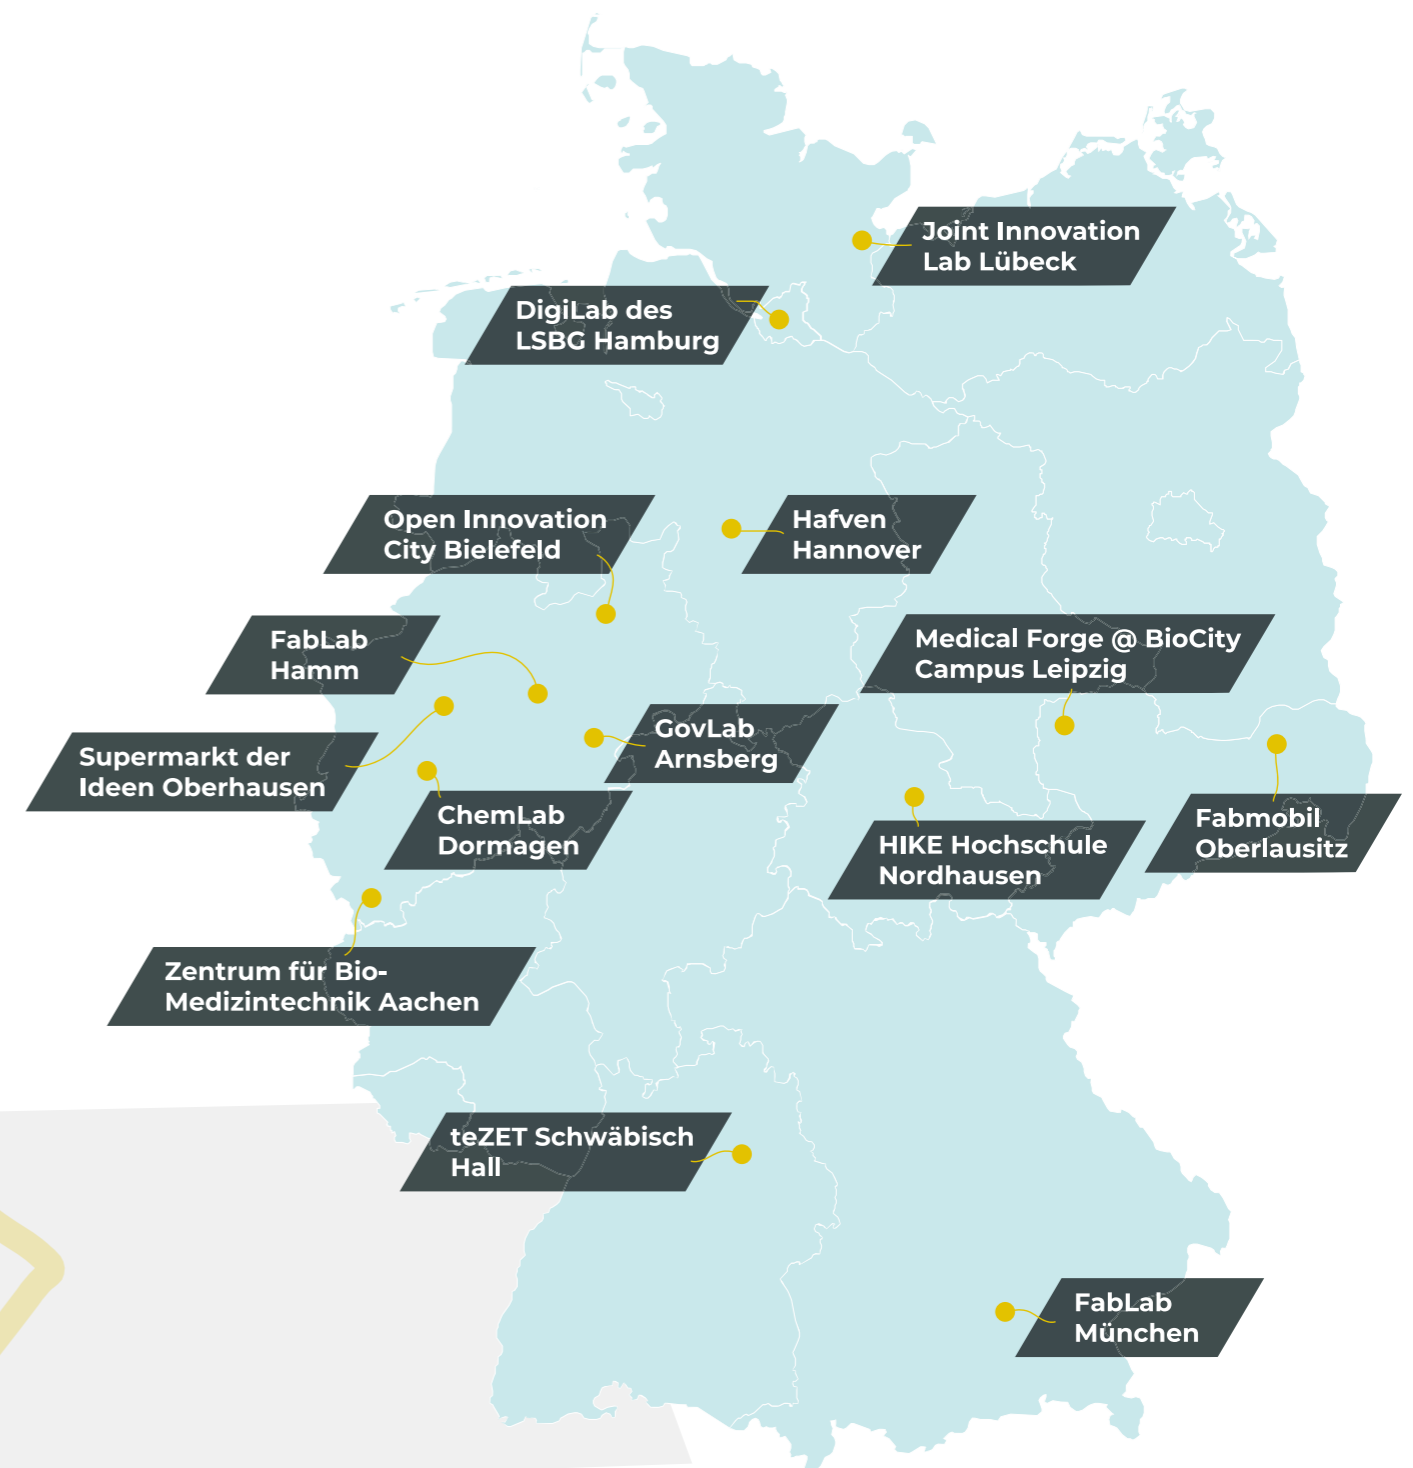 Joint Innovation
Lab Lübeck
DigiLab des
LSBG Hamburg
Open Innovation
City Bielefeld
Hafven
Hannover
FabLab
Hamm
Medical Forge @ BioCity
Campus Leipzig
GovLab
Arnsberg
Supermarkt der
Ideen Oberhausen
ChemLab
Dormagen
Fabmobil
Oberlausitz
HIKE Hochschule
Nordhausen
Zentrum für Bio-
Medizintechnik Aachen
teZET Schwäbisch
Hall
FabLab
München